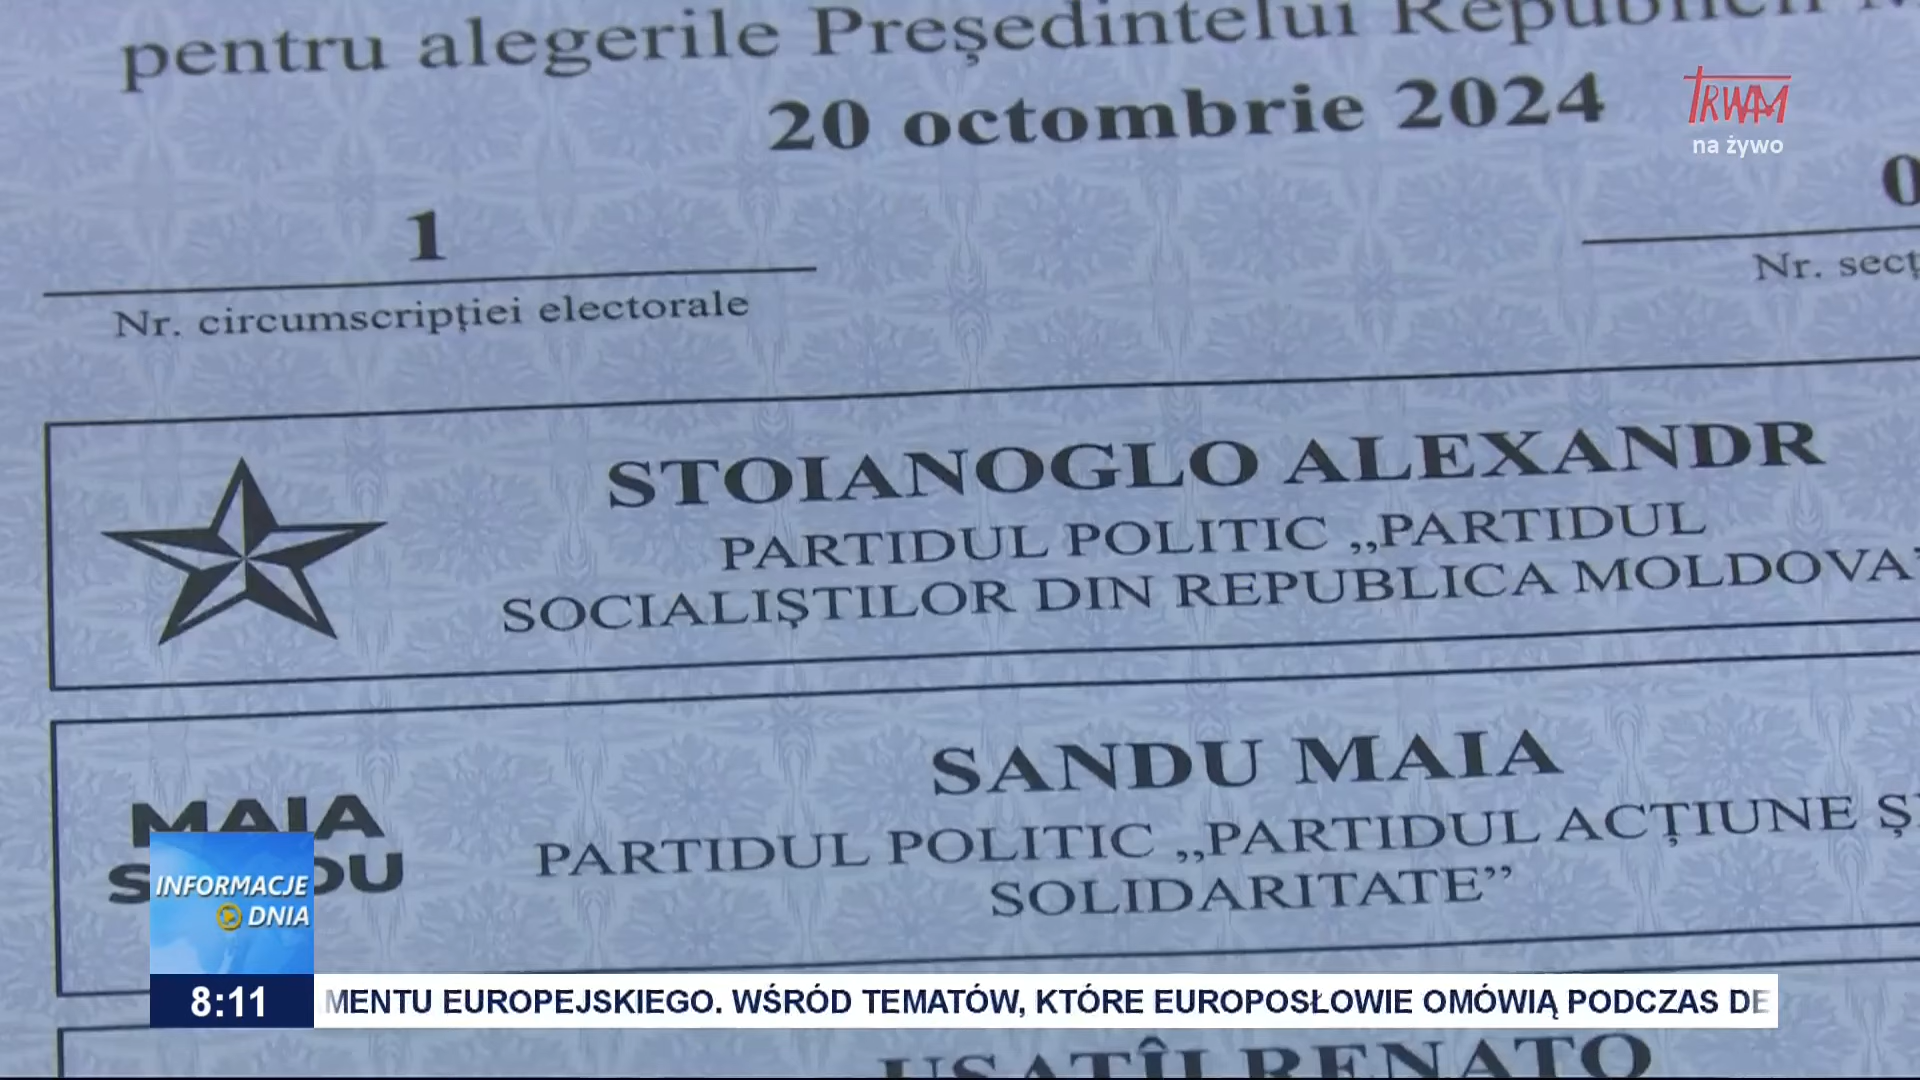 pentru alegerile Președintelui Republicii
20 octombrie 2024
TRWAM
na żywo
1
Nr. circumscripției electorale
0
Nr. secț
STOIANOGLO ALEXANDR
PARTIDUL POLITIC „PARTIDUL
SOCIALIȘTILOR DIN REPUBLICA MOLDOVA”
SANDU MAIA
PARTIDUL POLITIC „PARTIDUL ACȚIUNE ȘI
SOLIDARITATE”
MAIA
SANDU
INFORMACJE
DNIA
8:11 MENTU EUROPEJSKIEGO. WŚRÓD TEMATÓW, KTÓRE EUROPOSŁOWIE OMÓWIĄ PODCZAS DE
USATÎI RENATO